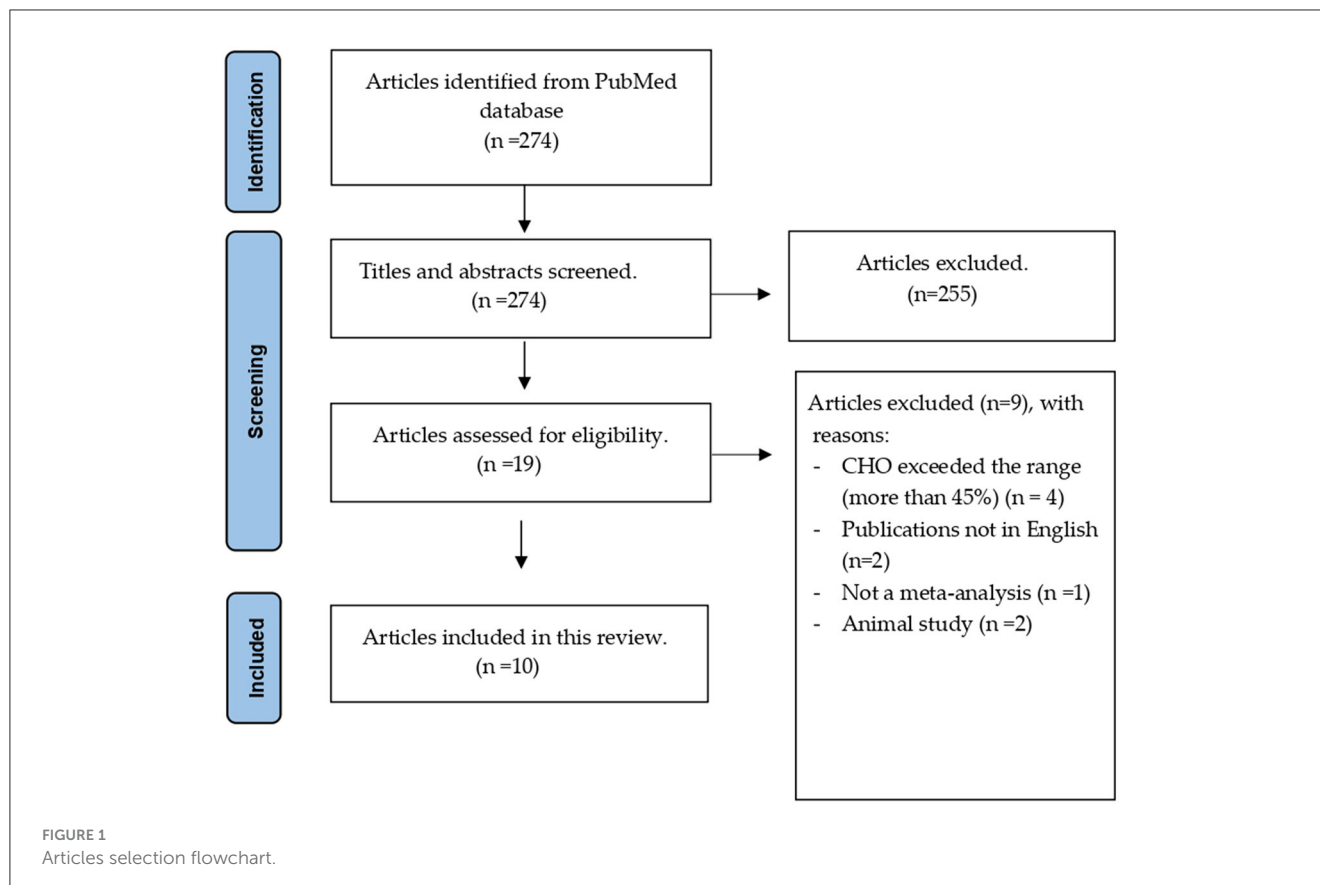 Identification
Articles identified from PubMed
database
(n =274)
Screening
Titles and abstracts screened.
(n =274)
Articles excluded.
(n=255)
Articles assessed for eligibility.
(n =19)
Articles excluded (n=9), with
reasons:
- CHO exceeded the range
(more than 45%) (n = 4)
- Publications not in English
(n=2)
- Not a meta-analysis (n =1)
- Animal study (n =2)
Included
Articles included in this review.
(n =10)
FIGURE 1
Articles selection flowchart.